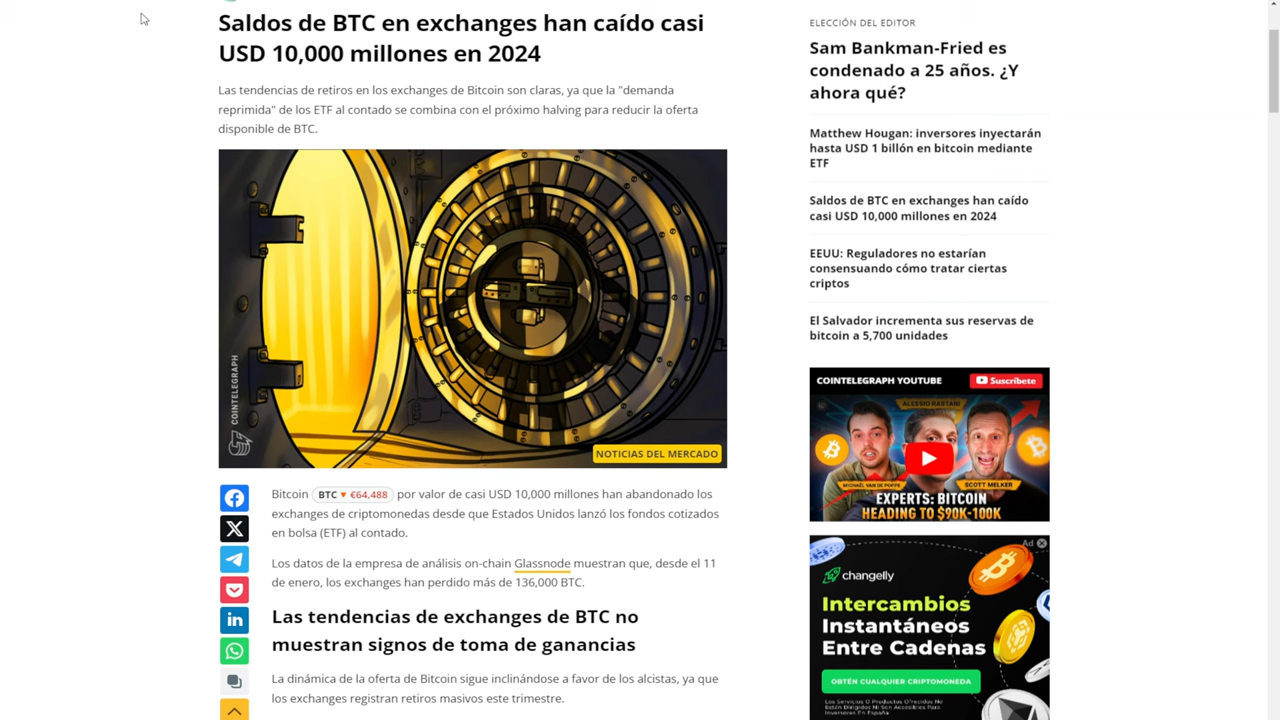 Saldos de BTC en exchanges han caído casi
USD 10,000 millones en 2024
Las tendencias de retiros en los exchanges de Bitcoin son claras, ya que la "demanda
reprimida" de los ETF al contado se combina con el próximo halving para reducir la oferta
disponible de BTC.
COINTELEGRAPH
NOTICIAS DEL MERCADO
Bitcoin BTC ▼ €64,488 por valor de casi USD 10,000 millones han abandonado los
exchanges de criptomonedas desde que Estados Unidos lanzó los fondos cotizados
en bolsa (ETF) al contado.
Los datos de la empresa de análisis on-chain Glassnode muestran que, desde el 11
de enero, los exchanges han perdido más de 136,000 BTC.
Las tendencias de exchanges de BTC no
muestran signos de toma de ganancias
La dinámica de la oferta de Bitcoin sigue inclinándose a favor de los alcistas, ya que
los exchanges registran retiros masivos este trimestre.
ELECCIÓN DEL EDITOR
Sam Bankman-Fried es
condenado a 25 años. ¿Y
ahora qué?
Matthew Hougan: inversores inyectarán
hasta USD 1 billón en bitcoin mediante
ETF
Saldos de BTC en exchanges han caído
casi USD 10,000 millones en 2024
EEUU: Reguladores no estarían
consensuando cómo tratar ciertas
criptos
El Salvador incrementa sus reservas de
bitcoin a 5,700 unidades
COINTELEGRAPH YOUTUBE
Suscríbete
ALESSIO RASTANI
MICHAËL VAN DE POPPE
SCOTT MELKER
EXPERTS: BITCOIN
HEADING TO $90K-100K
Ad
changelly
Intercambios
Instantáneos
Entre Cadenas
OBTÉN CUALQUIER CRIPTOMONEDA
Los Servicios O Productos Ofrecidos No
Están Dirigidos Ni Son Accesibles Para
Inversores En España